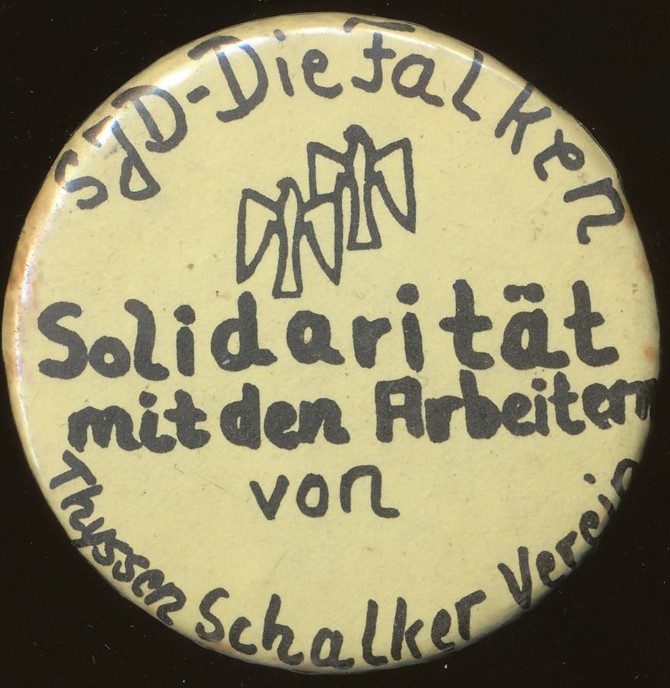 SJD-Die Falken
Solidarität
mit den Arbeitern
von
Thyssen Schalker Verein